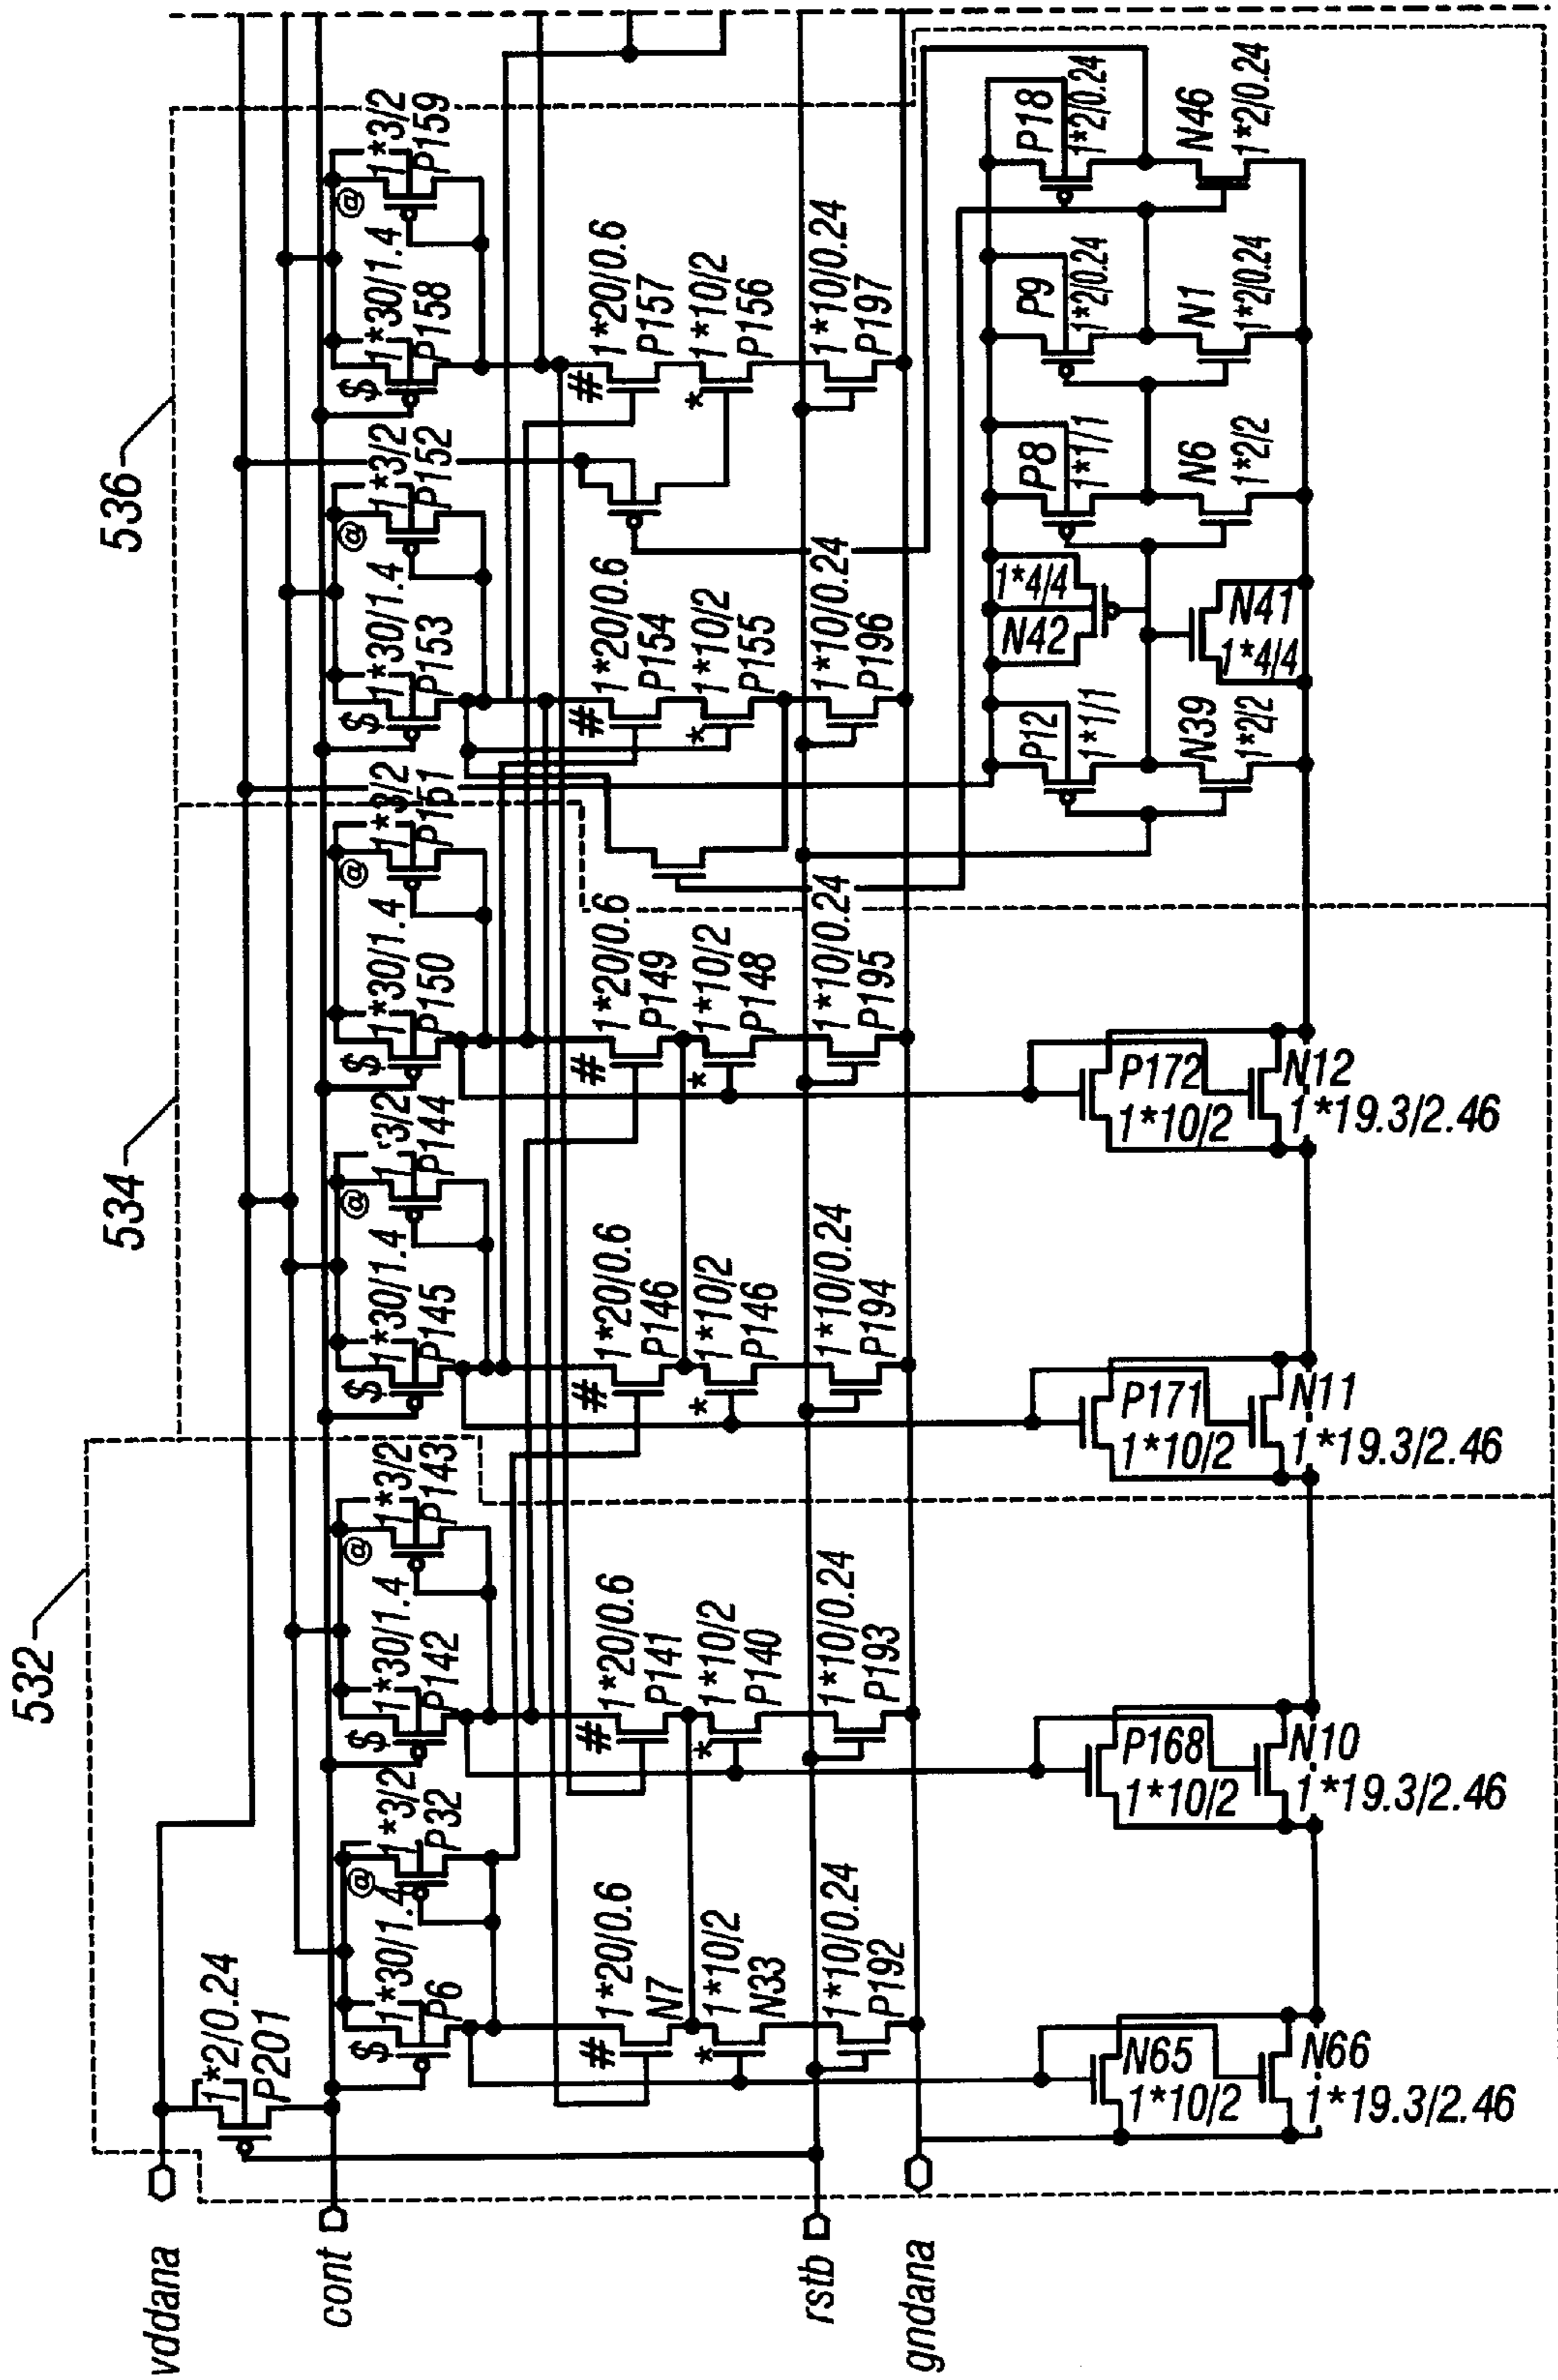 532
534
536
vddana
cont
rstb
gndana
1*2/0.24
P201
$
1*30/1.4
P6
@
1*3/2
P32
$
1*30/1.4
P142
@
1*3/2
P143
$
1*30/1.4
P145
@
P144
$
1*30/1.4
P150
@
1*3/2
P151
$
1*30/1.4
P153
@
1*3/2
P152
$
1*30/1.4
P158
@
1*3/2
P159
#
1*20/0.6
N7
#
1*20/0.6
P141
#
1*20/0.6
P146
#
1*20/0.6
P149
#
1*20/0.6
P154
#
1*20/0.6
P157
*
1*10/2
N33
*
1*10/2
P140
*
1*10/2
P146
*
1*10/2
P148
*
1*10/2
P155
*
1*10/2
P156
1*10/0.24
P192
1*10/0.24
P193
1*10/0.24
P194
1*10/0.24
P195
1*10/0.24
P196
1*10/0.24
P197
N65
1*10/2
N66
1*19.3/2.46
P168
1*10/2
N10
1*19.3/2.46
P171
1*10/2
N11
1*19.3/2.46
P172
1*10/2
N12
1*19.3/2.46
P12
1*1/1
N39
1*2/2
1*4/4
N42
N41
1*4/4
P8
1*1/1
N6
1*2/2
P9
1*2/0.24
N1
1*2/0.24
P18
1*2/0.24
N46
1*2/0.24